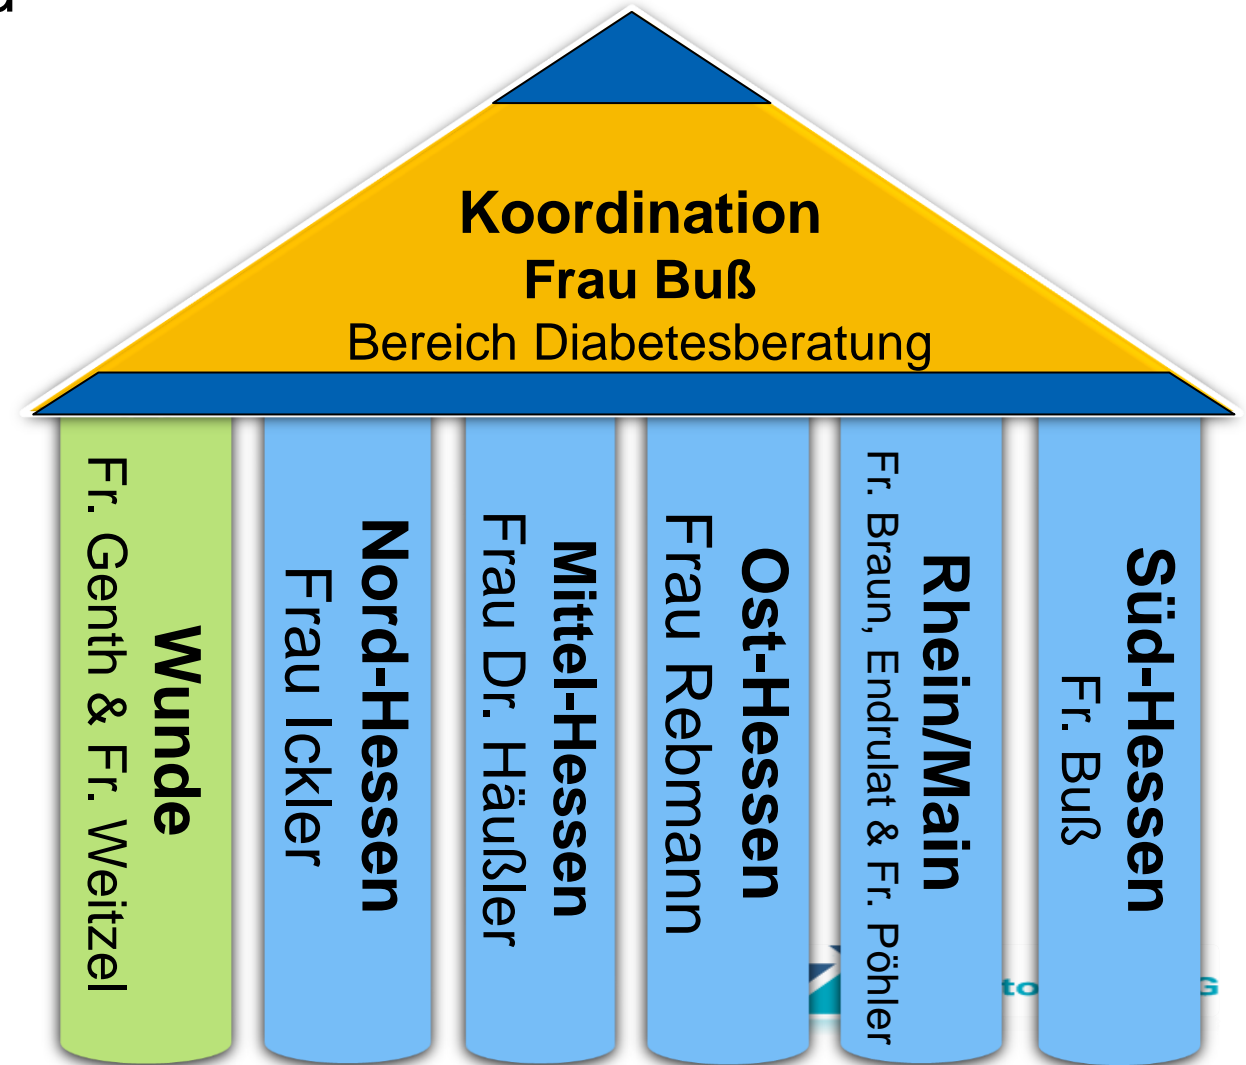 Koordination
Frau Buß
Bereich Diabetesberatung
Wunde
Fr. Genth & Fr. Weitzel
Nord-Hessen
Frau Ickler
Mittel-Hessen
Frau Dr. Häußler
Ost-Hessen
Frau Rebmann
Rhein/Main
Fr. Braun, Endrulat & Fr. Pöhler
Süd-Hessen
Fr. Buß